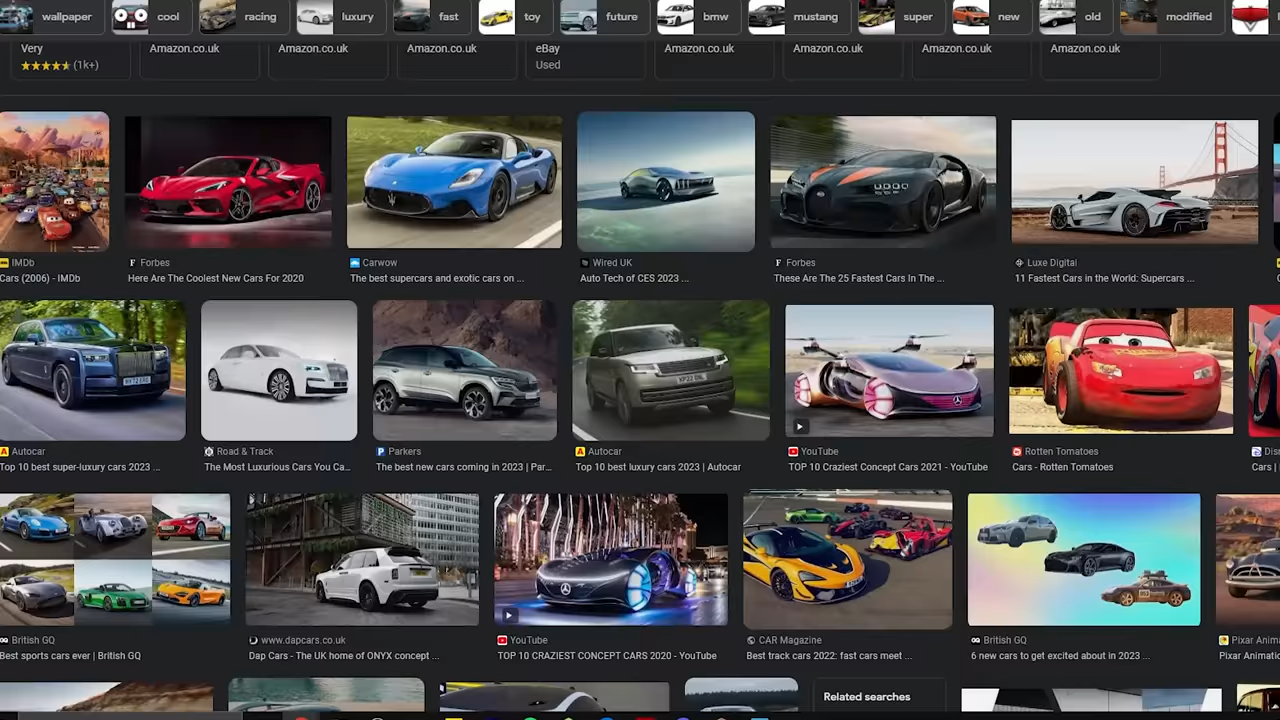 wallpaper
cool
racing
luxury
fast
toy
future
bmw
mustang
super
new
old
modified
Very
(1k+)
Amazon.co.uk
Amazon.co.uk
Amazon.co.uk
eBay
Used
Amazon.co.uk
Amazon.co.uk
Amazon.co.uk
Amazon.co.uk
IMDb
Cars (2006) - IMDb
Forbes
Here Are The Coolest New Cars For 2020
Carwow
The best supercars and exotic cars on ...
Wired UK
Auto Tech of CES 2023 ...
Forbes
These Are The 25 Fastest Cars In The ...
Luxe Digital
11 Fastest Cars in the World: Supercars ...
Autocar
Top 10 best super-luxury cars 2023 ...
Road & Track
The Most Luxurious Cars You Ca...
Parkers
The best new cars coming in 2023 | Par...
Autocar
Top 10 best luxury cars 2023 | Autocar
YouTube
TOP 10 Craziest Concept Cars 2021 - YouTube
Rotten Tomatoes
Cars - Rotten Tomatoes
Cars |
British GQ
Best sports cars ever | British GQ
www.dapcars.co.uk
Dap Cars - The UK home of ONYX concept ...
YouTube
TOP 10 CRAZIEST CONCEPT CARS 2020 - YouTube
CAR Magazine
Best track cars 2022: fast cars meet ...
British GQ
6 new cars to get excited about in 2023 ...
Pixar Anima
Pixar Animati
Related searches